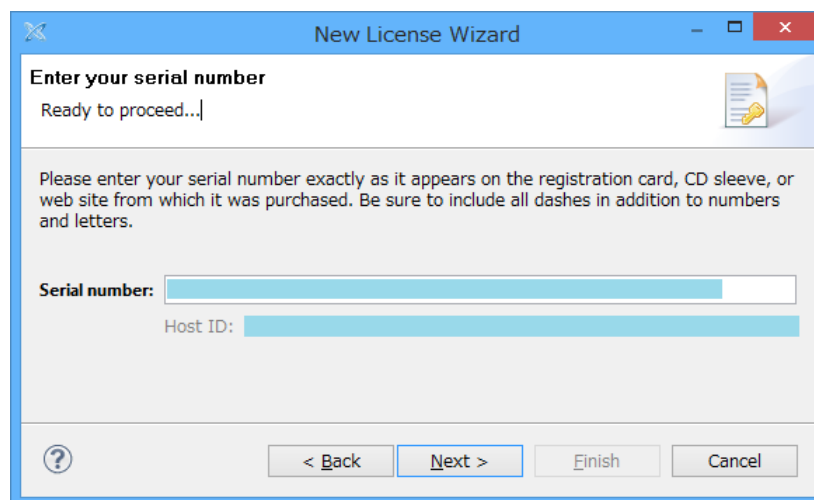 New License Wizard
Enter your serial number
Ready to proceed...
Please enter your serial number exactly as it appears on the registration card, CD sleeve, or
web site from which it was purchased. Be sure to include all dashes in addition to numbers
and letters.
Serial number:
Host ID:
< Back
Next >
Finish
Cancel